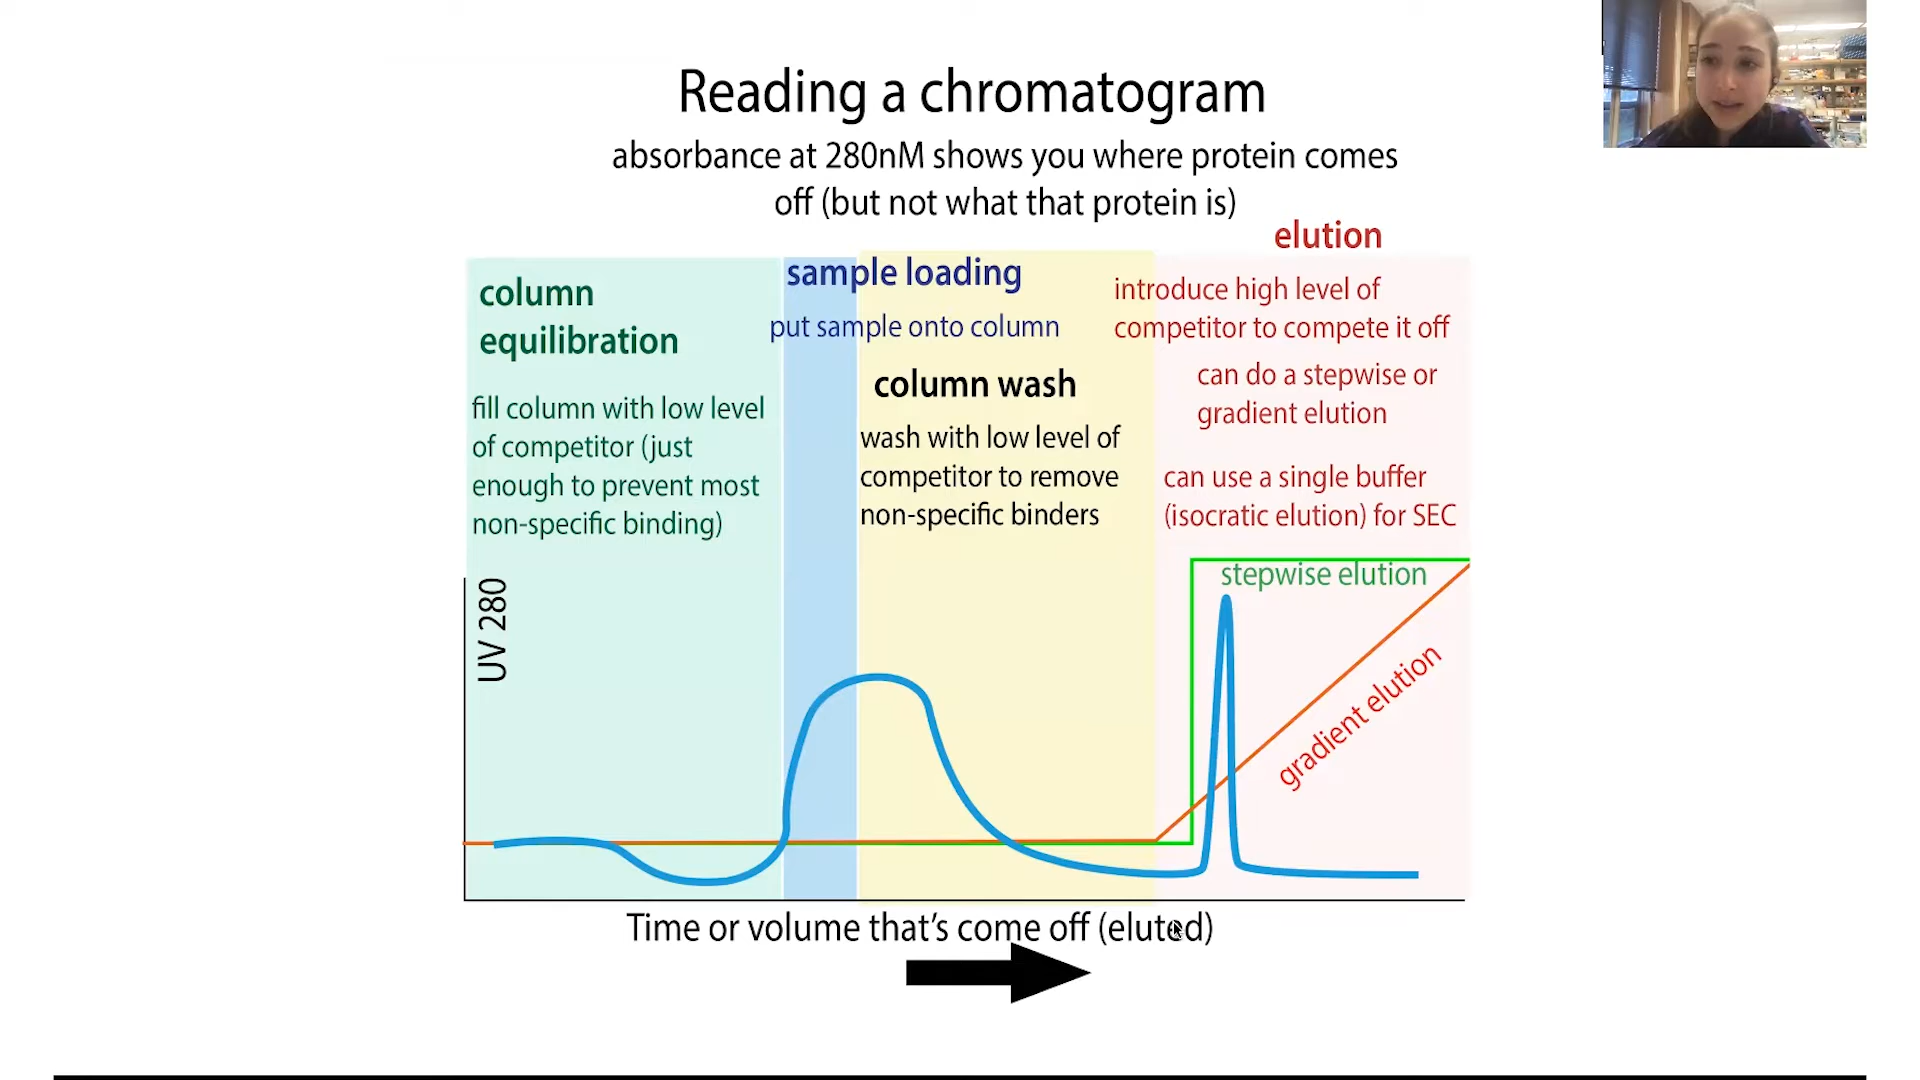 Reading a chromatogram
absorbance at 280nM shows you where protein comes
off (but not what that protein is)
column
equilibration
fill column with low level
of competitor (just
enough to prevent most
non-specific binding)
sample loading
put sample onto column
column wash
wash with low level of
competitor to remove
non-specific binders
elution
introduce high level of
competitor to compete it off
can do a stepwise or
gradient elution
can use a single buffer
(isocratic elution) for SEC
UV 280
stepwise elution
gradient elution
Time or volume that's come off (eluted)